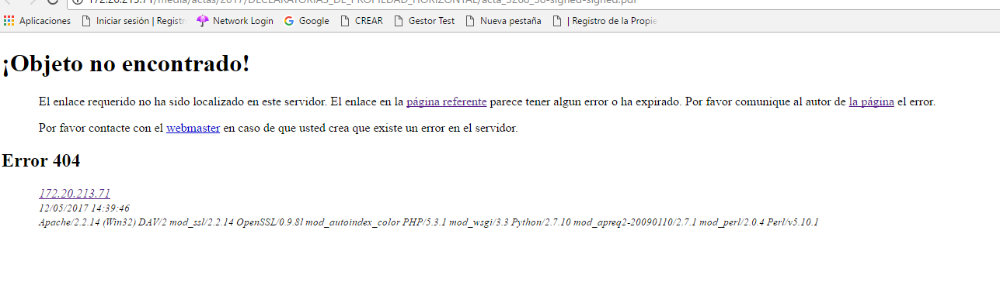 172.20.213.71/media/actas/2017/DECLARATORIAS_DE_PROPIEDAD_HORIZONTAL/acta_5266_58-signed-signed.pdf
Aplicaciones Iniciar sesión | Registr Network Login Google CREAR Gestor Test Nueva pestaña | Registro de la Propie
¡Objeto no encontrado!
El enlace requerido no ha sido localizado en este servidor. El enlace en la página referente parece tener algun error o ha expirado. Por favor comunique al autor de la página el error.
Por favor contacte con el webmaster en caso de que usted crea que existe un error en el servidor.
Error 404
172.20.213.71
12/05/2017 14:39:46
Apache/2.2.14 (Win32) DAV/2 mod_ssl/2.2.14 OpenSSL/0.9.8l mod_autoindex_color PHP/5.3.1 mod_wsgi/3.3 Python/2.7.10 mod_apreq2-20090110/2.7.1 mod_perl/2.0.4 Perl/v5.10.1